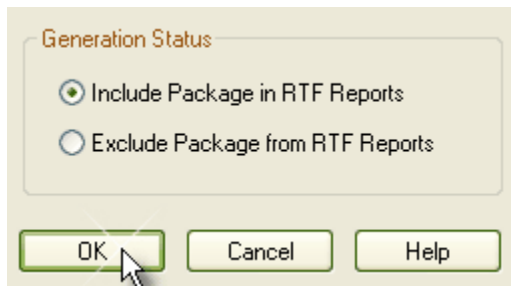 Generation Status
Include Package in RTF Reports
Exclude Package from RTF Reports
OK Cancel Help